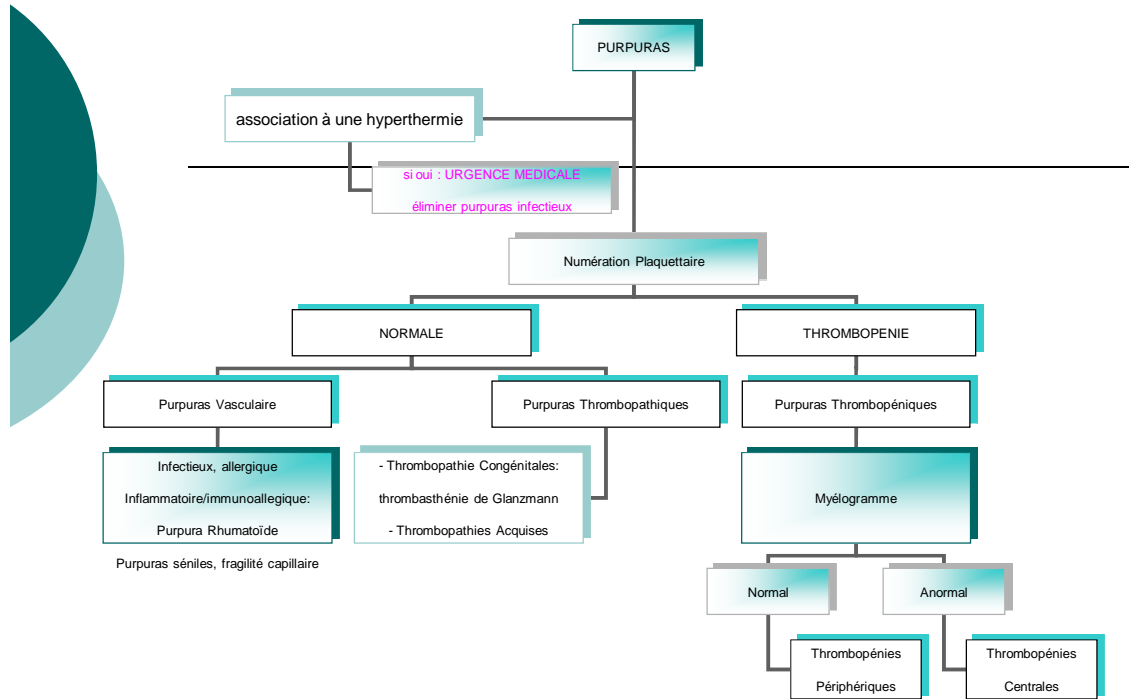 PURPURAS
association à une hyperthermie
si oui : URGENCE MEDICALE
éliminer purpuras infectieux
Numération Plaquettaire
NORMALE
THROMBOPENIE
Purpuras Vasculaire
Purpuras Thrombopathiques
Purpuras Thrombopéniques
Infectieux, allergique
Inflammatoire/immunoallegique:
Purpura Rhumatoïde
Purpuras séniles, fragilité capillaire
- Thrombopathie Congénitales:
thrombasthénie de Glanzmann
- Thrombopathies Acquises
Myélogramme
Normal
Anormal
Thrombopénies
Périphériques
Thrombopénies
Centrales